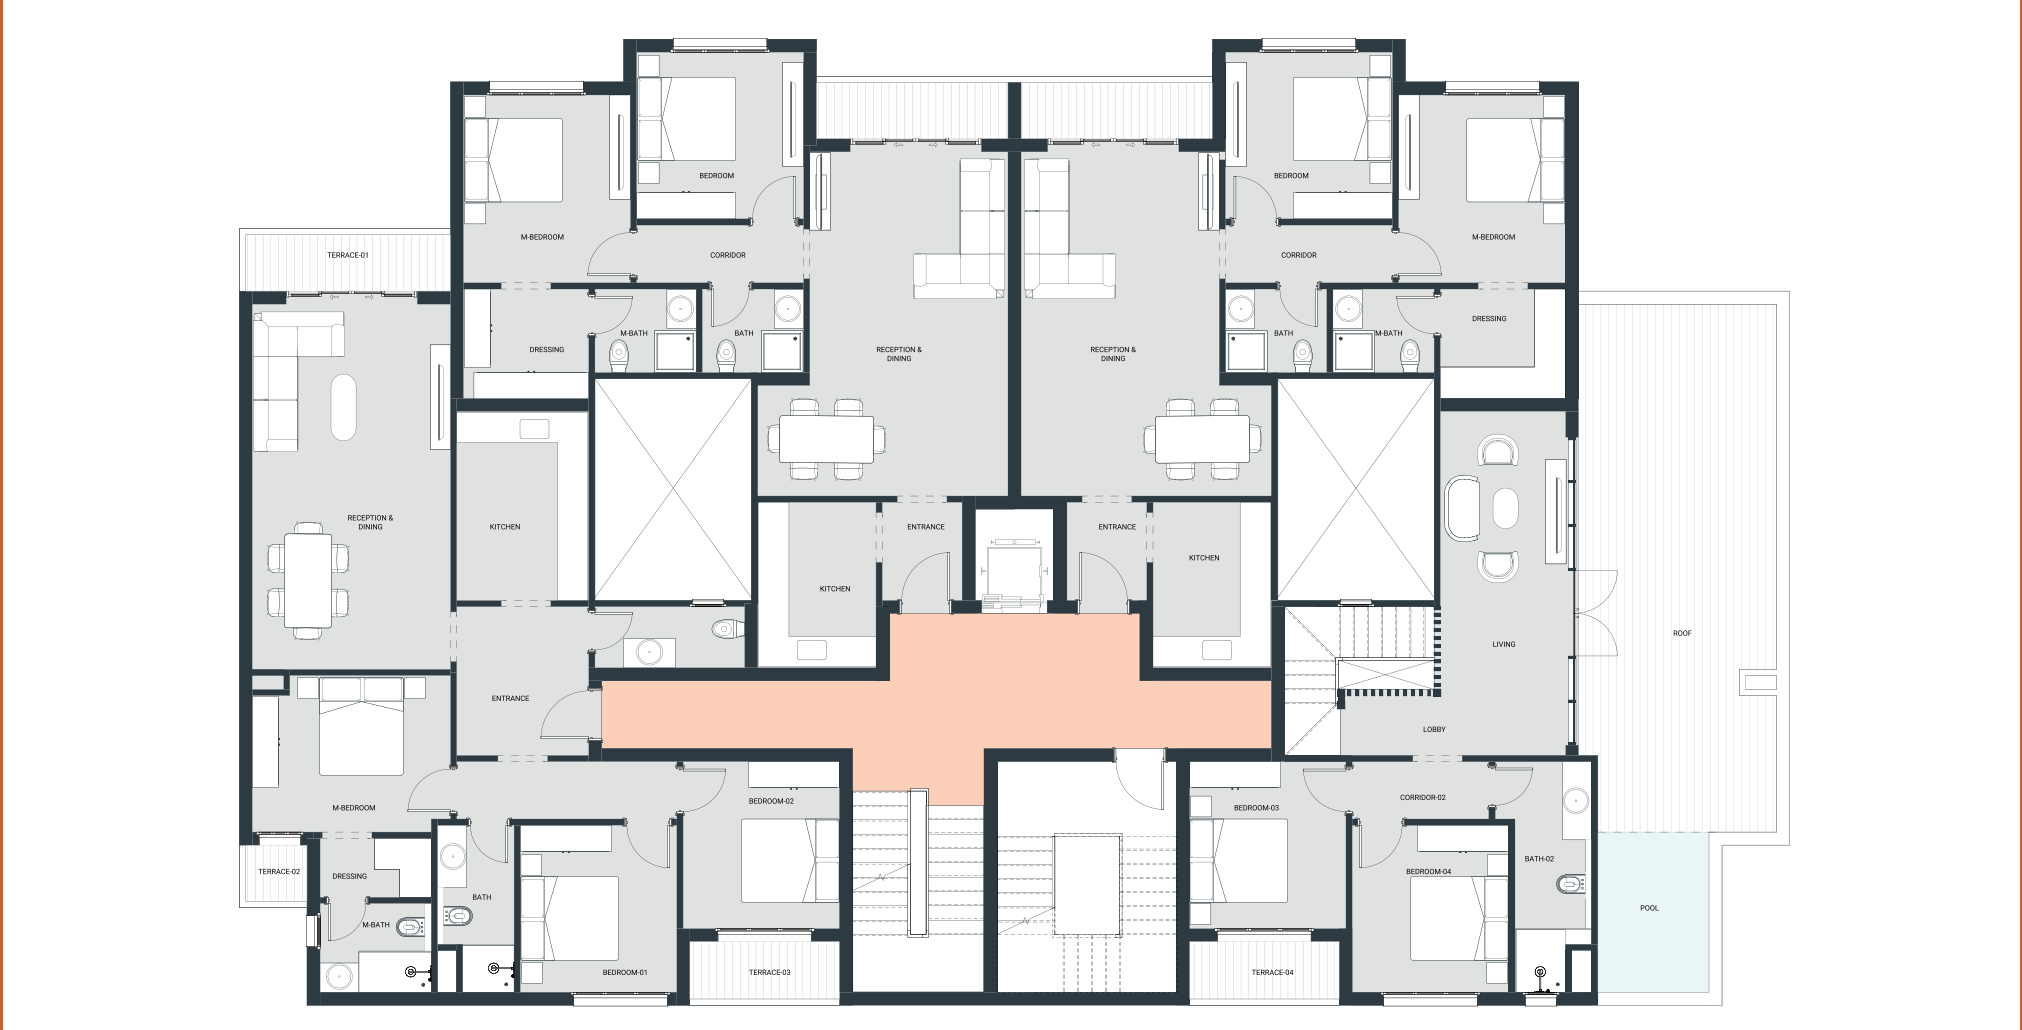 BEDROOM
BEDROOM
M-BEDROOM
M-BEDROOM
TERRACE-01
CORRIDOR
CORRIDOR
DRESSING
M-BATH
BATH
BATH
M-BATH
DRESSING
RECEPTION &
DINING
RECEPTION &
DINING
RECEPTION &
DINING
KITCHEN
ENTRANCE
ENTRANCE
KITCHEN
KITCHEN
ROOF
LIVING
ENTRANCE
LOBBY
M-BEDROOM
BEDROOM-02
BEDROOM-03
CORRIDOR-02
TERRACE-02
DRESSING
BATH-02
BEDROOM-04
BATH
M-BATH
POOL
BEDROOM-01
TERRACE-03
TERRACE-04